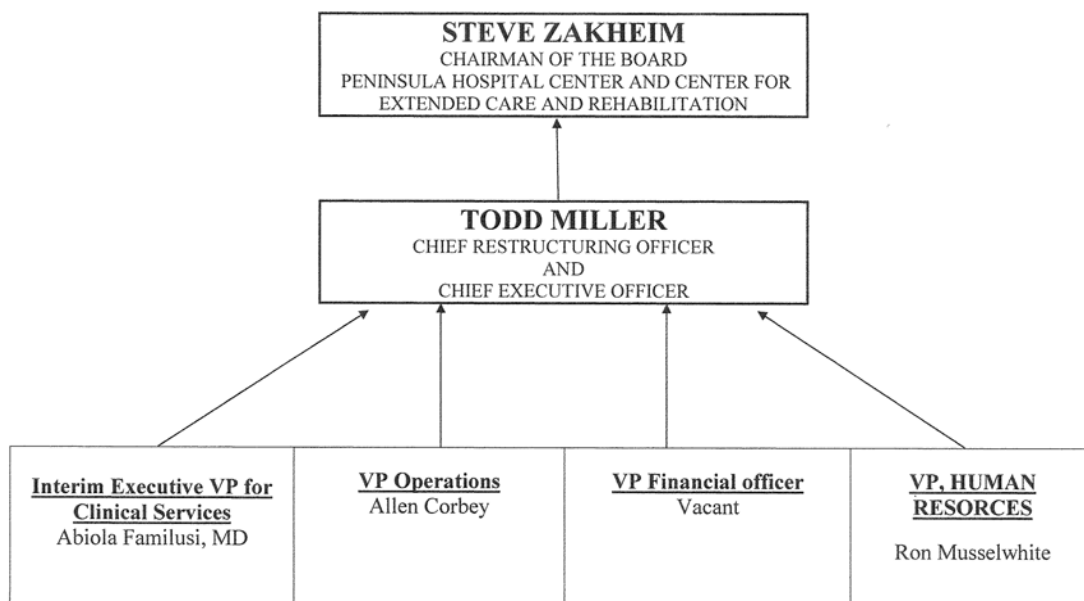 STEVE ZAKHEIM
CHAIRMAN OF THE BOARD
PENINSULA HOSPITAL CENTER AND CENTER FOR
EXTENDED CARE AND REHABILITATION
TODD MILLER
CHIEF RESTRUCTURING OFFICER
AND
CHIEF EXECUTIVE OFFICER
Interim Executive VP for
Clinical Services
Abiola Familusi, MD
VP Operations
Allen Corbey
VP Financial officer
Vacant
VP, HUMAN
RESORCES
Ron Musselwhite